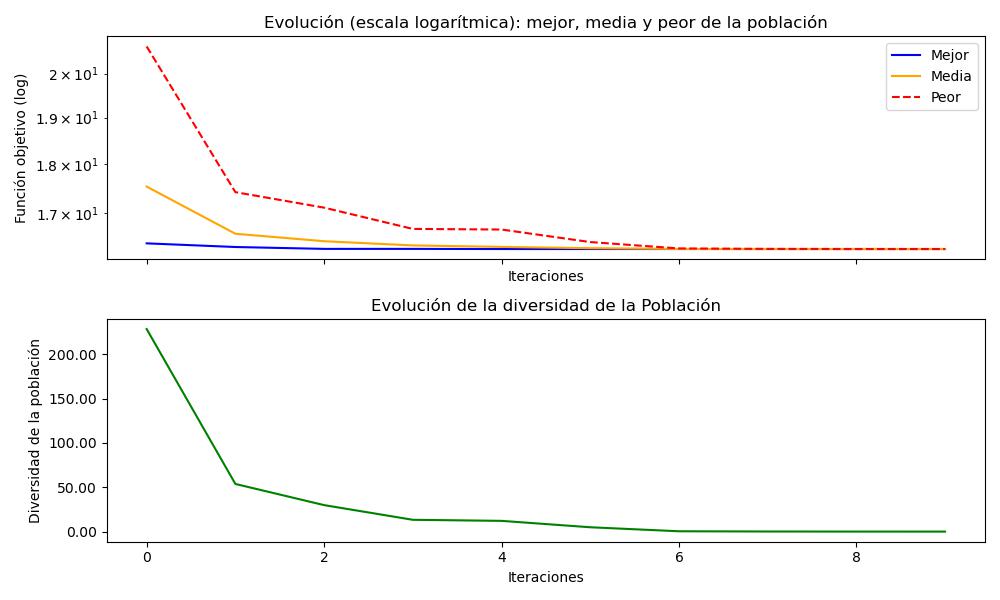 Evolución (escala logarítmica): mejor, media y peor de la población
Función objetivo (log)
2 × 10¹
1.9 × 10¹
1.8 × 10¹
1.7 × 10¹
Mejor
Media
Peor
Iteraciones
Evolución de la diversidad de la Población
Diversidad de la población
200.00
150.00
100.00
50.00
0.00
0 2 4 6 8
Iteraciones